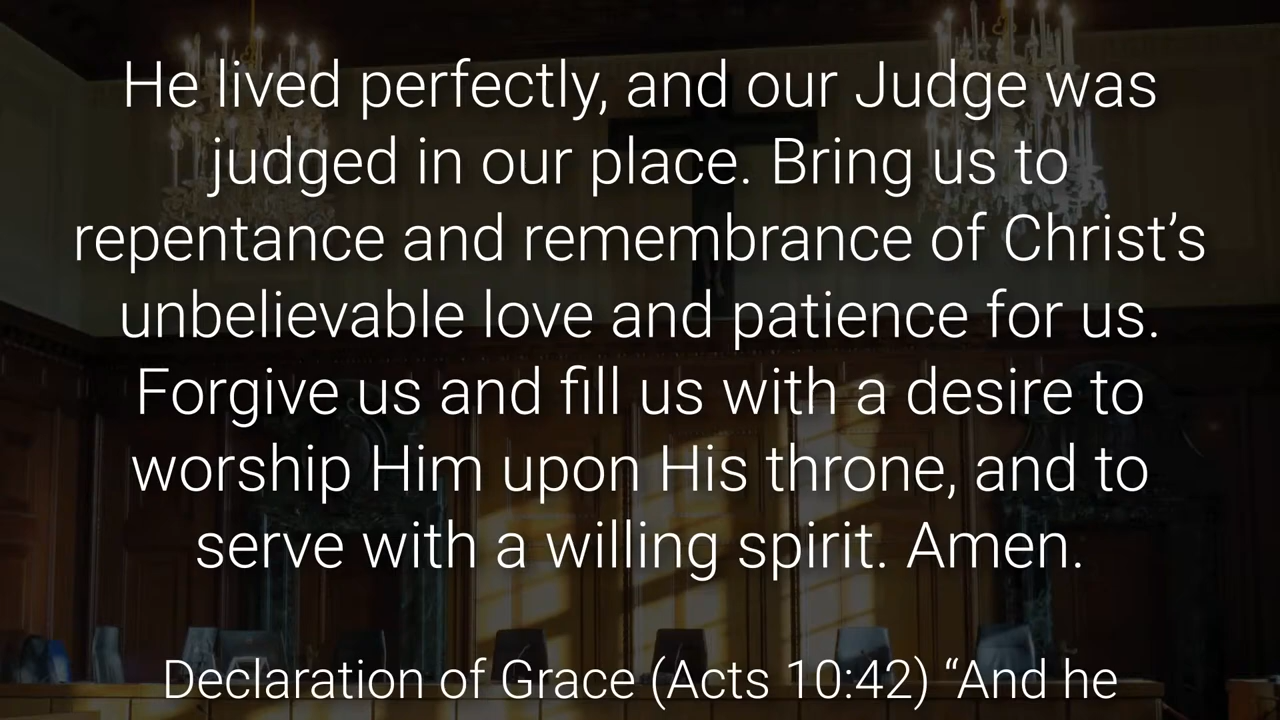 He lived perfectly, and our Judge was
judged in our place. Bring us to
repentance and remembrance of Christ’s
unbelievable love and patience for us.
Forgive us and fill us with a desire to
worship Him upon His throne, and to
serve with a willing spirit. Amen.
Declaration of Grace (Acts 10:42) “And he